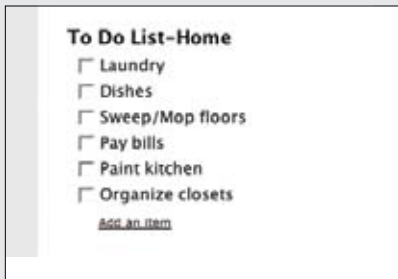 To Do List-Home
Laundry
Dishes
Sweep/Mop floors
Pay bills
Paint kitchen
Organize closets
Add an item